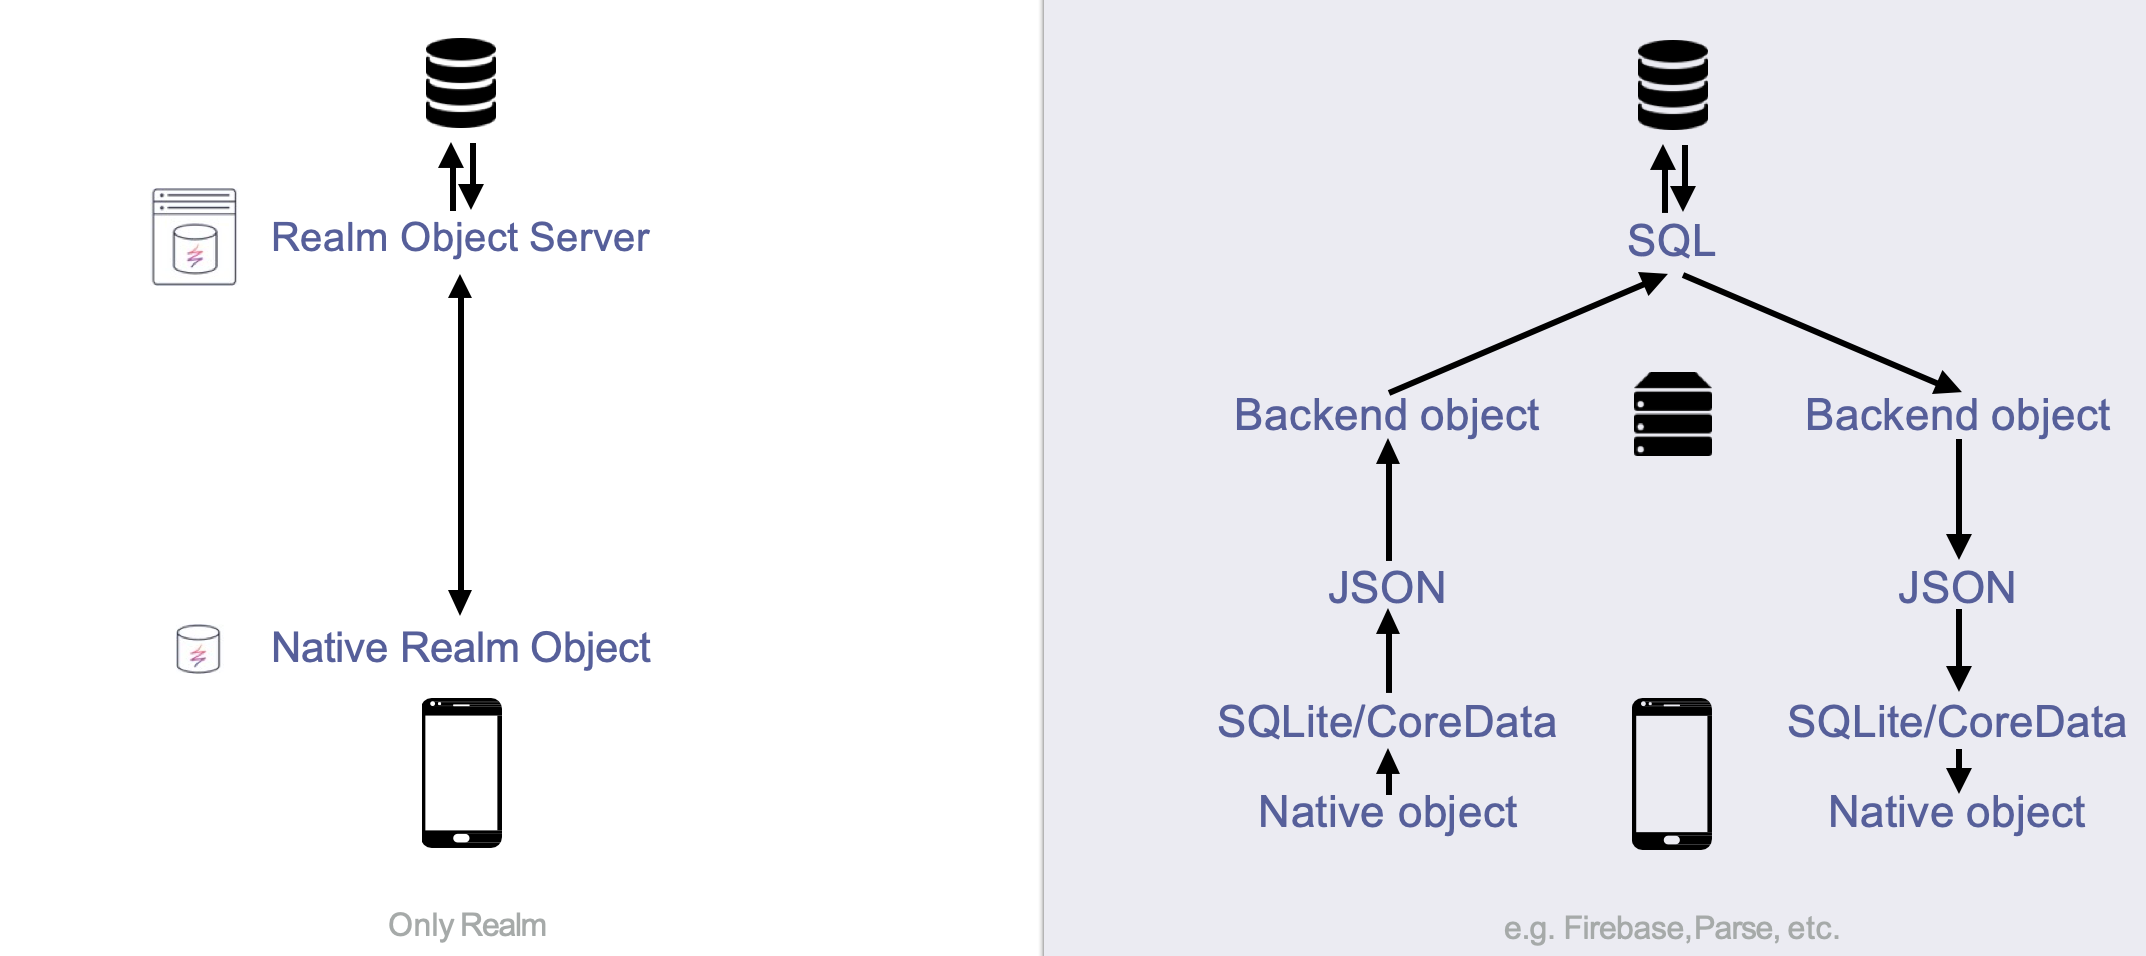 Realm Object Server
Native Realm Object
Only Realm
SQL
Backend object
Backend object
JSON
JSON
SQLite/CoreData
SQLite/CoreData
Native object
Native object
e.g. Firebase, Parse, etc.